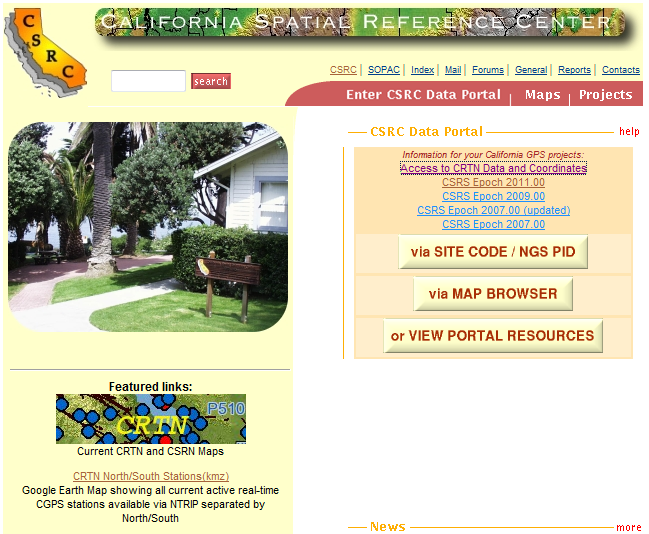 C
S
R
C
CALIFORNIA SPATIAL REFERENCE CENTER
search
CSRC | SOPAC | Index | Mail | Forums | General | Reports | Contacts
Enter CSRC Data Portal | Maps | Projects
CSRC Data Portal help
Information for your California GPS projects:
Access to CRTN Data and Coordinates
CSRS Epoch 2011.00
CSRS Epoch 2009.00
CSRS Epoch 2007.00 (updated)
CSRS Epoch 2007.00
via SITE CODE / NGS PID
via MAP BROWSER
or VIEW PORTAL RESOURCES
Featured links:
P510
CRTN
Current CRTN and CSRN Maps
CRTN North/South Stations(kmz)
Google Earth Map showing all current active real-time
CGPS stations available via NTRIP separated by
North/South
News more